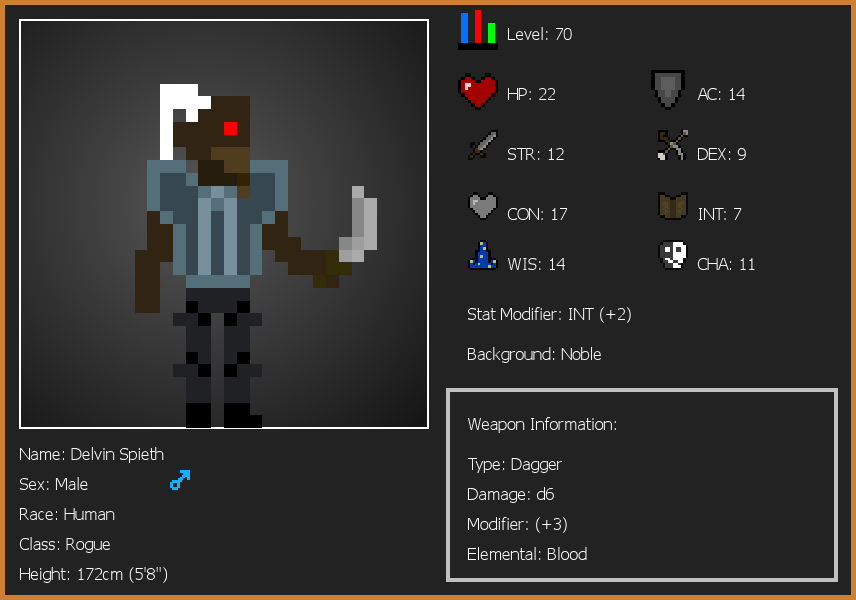 Level: 70
HP: 22
AC: 14
STR: 12
DEX: 9
CON: 17
INT: 7
WIS: 14
CHA: 11
Stat Modifier: INT (+2)
Background: Noble
Weapon Information:
Type: Dagger
Damage: d6
Modifier: (+3)
Elemental: Blood
Name: Delvin Spieth
Sex: Male
Race: Human
Class: Rogue
Height: 172cm (5'8")